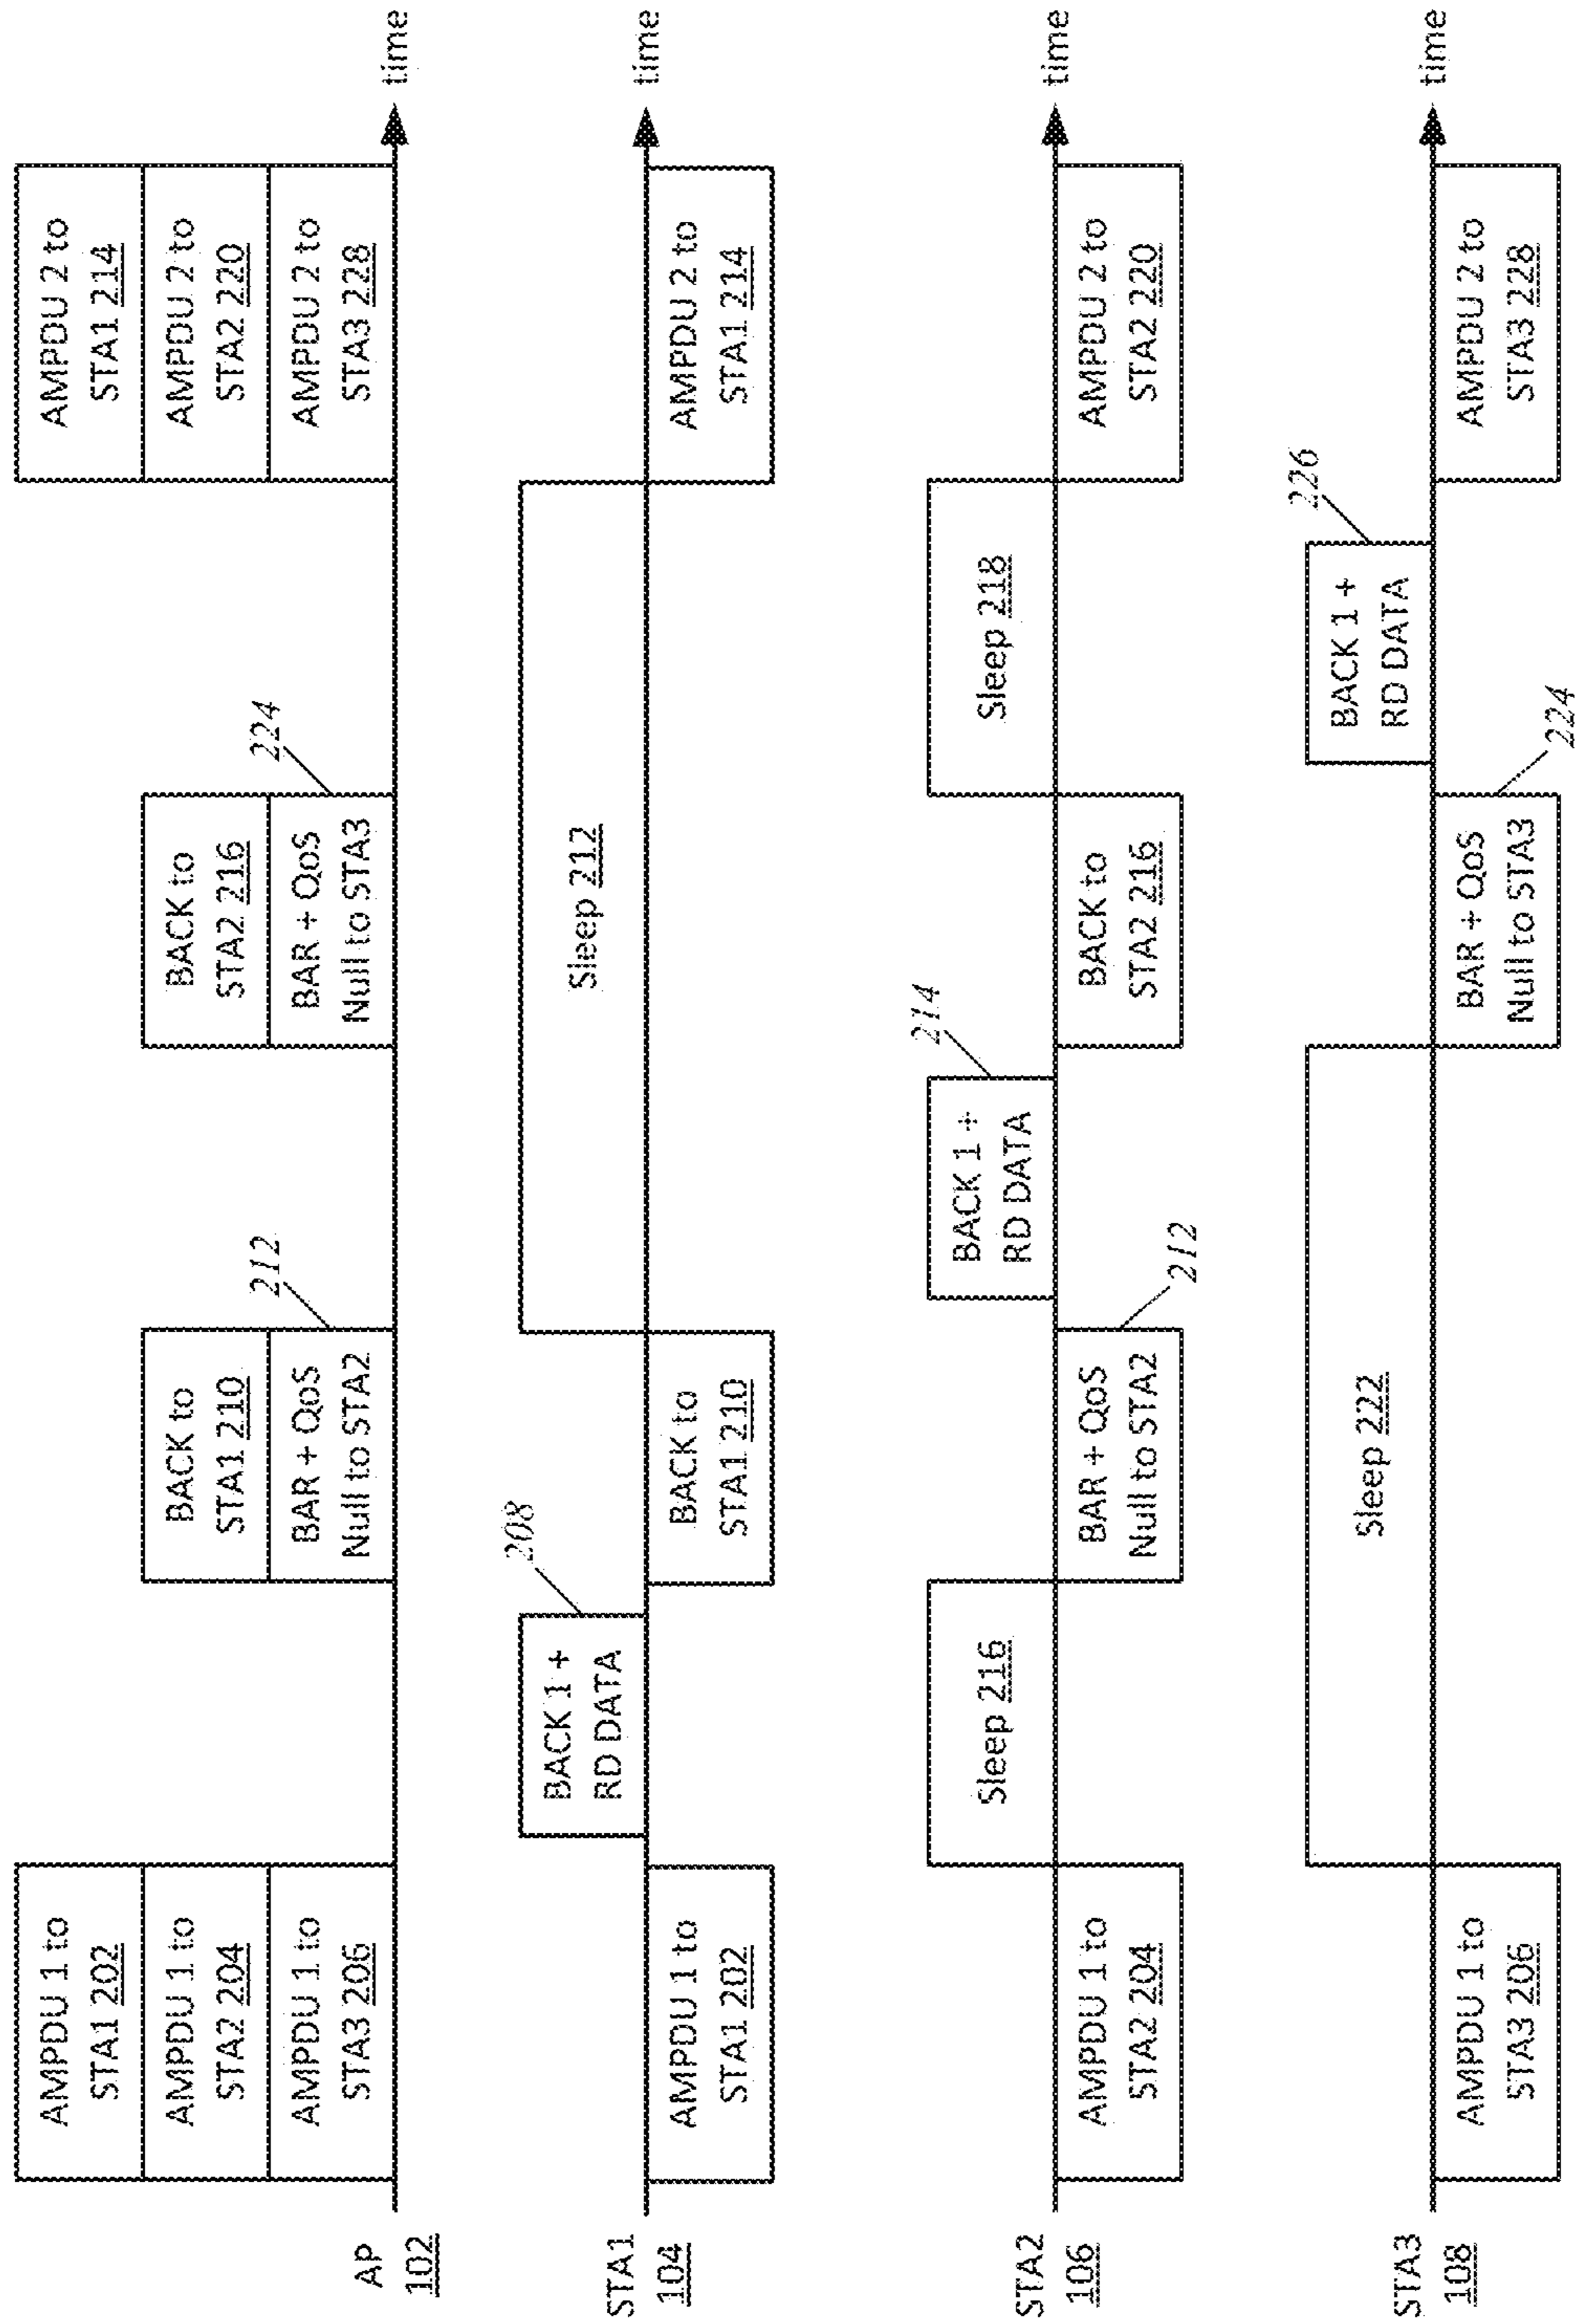 AMPDU 1 to
STA1 202
AMPDU 1 to
STA2 204
AMPDU 1 to
STA3 206
BACK to
STA1 210
BAR + QoS
Null to STA2
212
BACK to
STA2 216
BAR + QoS
Null to STA3
224
AMPDU 2 to
STA1 214
AMPDU 2 to
STA2 220
AMPDU 2 to
STA3 228
AP
102
time
BACK 1 +
RD DATA
208
Sleep 212
AMPDU 1 to
STA1 202
BACK to
STA1 210
AMPDU 2 to
STA1 214
STA1
104
time
Sleep 216
BACK 1 +
RD DATA
214
Sleep 218
AMPDU 1 to
STA2 204
BAR + QoS
Null to STA2
212
BACK to
STA2 216
AMPDU 2 to
STA2 220
STA2
106
time
Sleep 222
BACK 1 +
RD DATA
226
AMPDU 1 to
STA3 206
BAR + QoS
Null to STA3
224
AMPDU 2 to
STA3 228
STA3
108
time